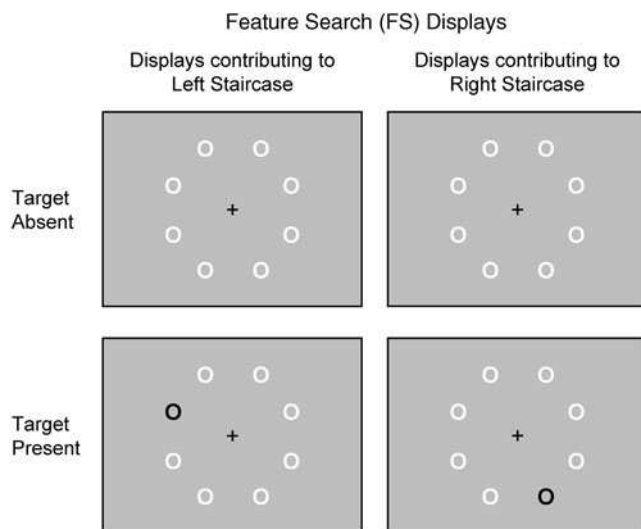 Feature Search (FS) Displays
Displays contributing to
Left Staircase
Displays contributing to
Right Staircase
Target
Absent
O O
O O
+
O O
O O
O O
O O
+
O O
O O
Target
Present
O O
O O
+
O O
O O
O O
O O
+
O O
O O